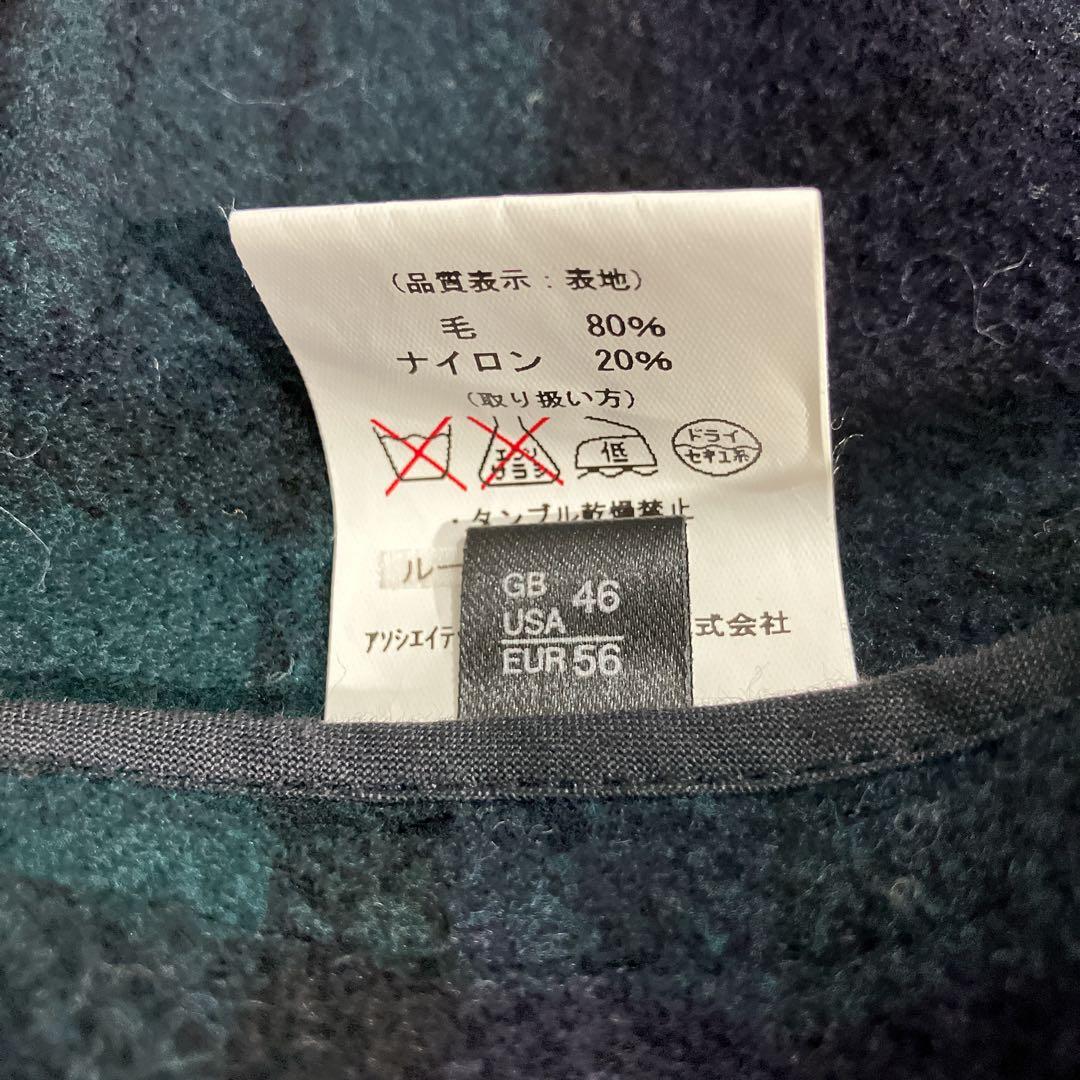 (品質表示:表地)
毛 80%
ナイロン 20%
(取り扱い方)
エンソ
サラシ
低
ドライ
セキユ系
・タンブル乾燥禁止
ルー
アソシエイテ
式会社
GB
USA 46
EUR 56